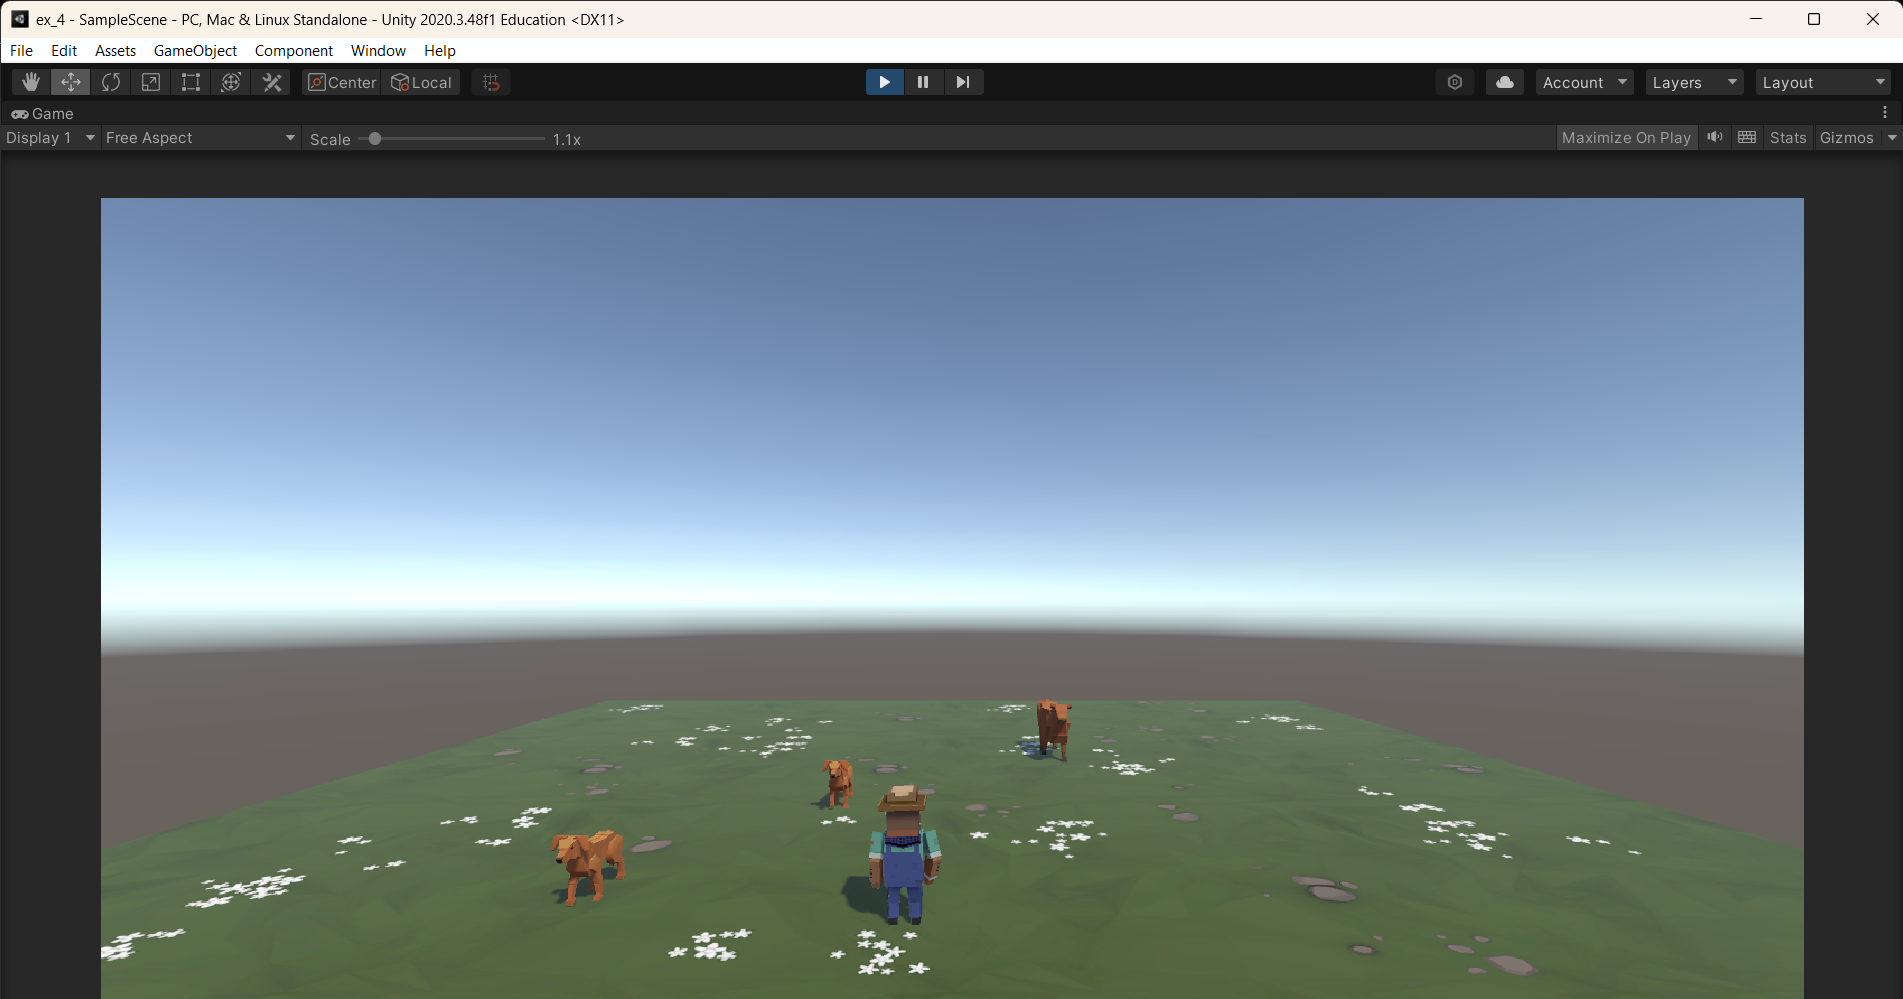 ex_4 - SampleScene - PC, Mac & Linux Standalone - Unity 2020.3.48f1 Education <DX11>
File Edit Assets GameObject Component Window Help
Center Local Account Layers Layout
Game
Display 1 Free Aspect Scale 1.1x Maximize On Play Stats Gizmos